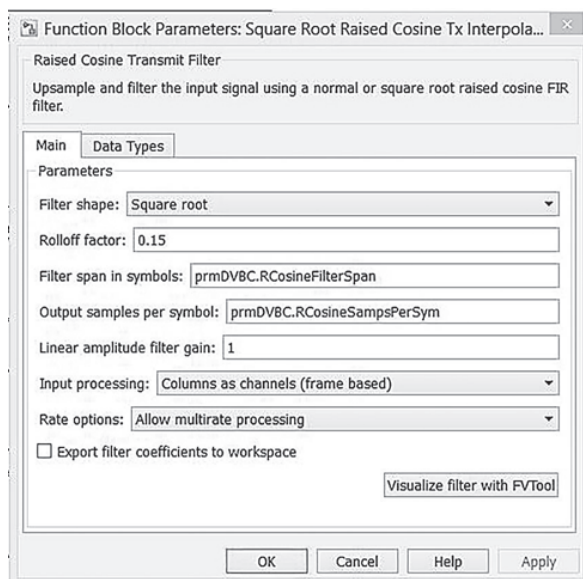 Function Block Parameters: Square Root Raised Cosine Tx Interpola...
Raised Cosine Transmit Filter
Upsample and filter the input signal using a normal or square root raised cosine FIR
filter.
Main Data Types
Parameters
Filter shape: Square root
Rolloff factor: 0.15
Filter span in symbols: prmDVBC.RCosineFilterSpan
Output samples per symbol: prmDVBC.RCosineSampsPerSym
Linear amplitude filter gain: 1
Input processing: Columns as channels (frame based)
Rate options: Allow multirate processing
Export filter coefficients to workspace
Visualize filter with FVTool
OK Cancel Help Apply